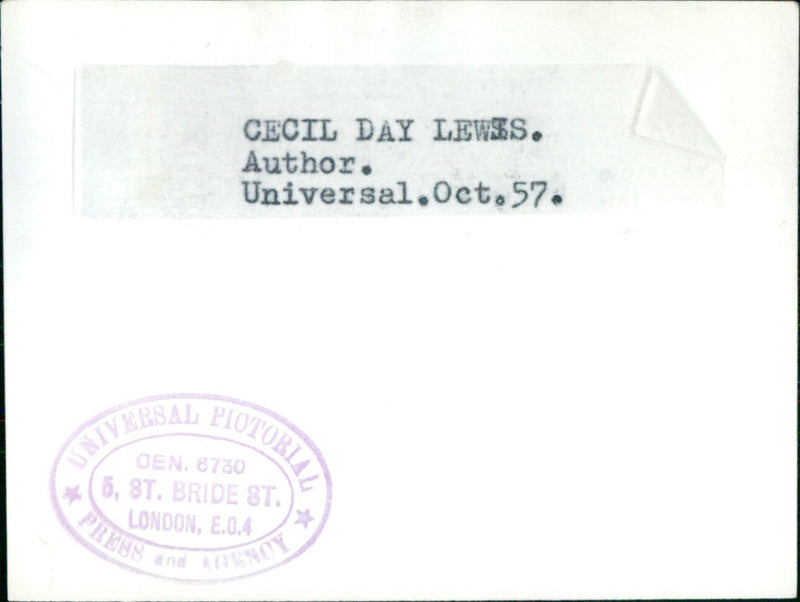 CECIL DAY LEWIS.
Author.
Universal.Oct.57.
UNIVERSAL PICTORIAL
CEN. 8730
5, ST. BRIDE ST.
LONDON, E.C.4
PRESS and AGENCY